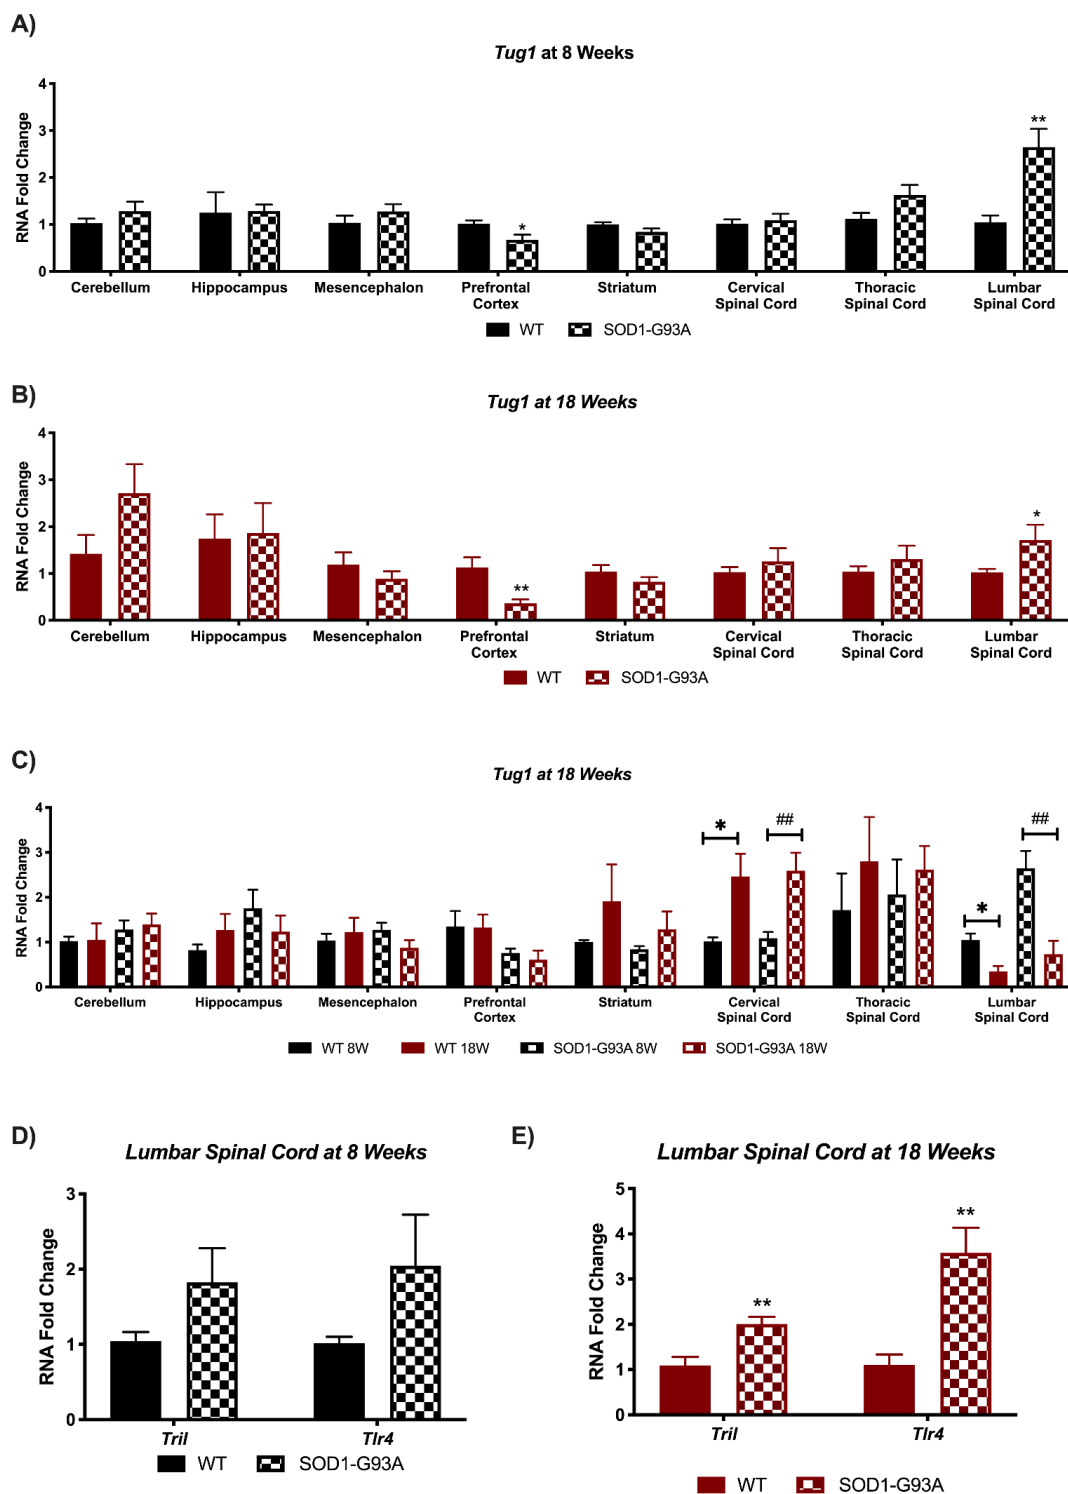 A)
Tug1 at 8 Weeks
RNA Fold Change
4
3
2
1
0
**
*
Cerebellum Hippocampus Mesencephalon Prefrontal Cortex Striatum Cervical Spinal Cord Thoracic Spinal Cord Lumbar Spinal Cord
WT SOD1-G93A
B)
Tug1 at 18 Weeks
RNA Fold Change
4
3
2
1
0
**
*
Cerebellum Hippocampus Mesencephalon Prefrontal Cortex Striatum Cervical Spinal Cord Thoracic Spinal Cord Lumbar Spinal Cord
WT SOD1-G93A
C)
Tug1 at 18 Weeks
RNA Fold Change
4
3
2
1
0
* ## * ##
Cerebellum Hippocampus Mesencephalon Prefrontal Cortex Striatum Cervical Spinal Cord Thoracic Spinal Cord Lumbar Spinal Cord
WT 8W WT 18W SOD1-G93A 8W SOD1-G93A 18W
D)
Lumbar Spinal Cord at 8 Weeks
RNA Fold Change
3
2
1
0
Tril Tlr4
WT SOD1-G93A
E)
Lumbar Spinal Cord at 18 Weeks
RNA Fold Change
5
4
3
2
1
0
** **
Tril Tlr4
WT SOD1-G93A